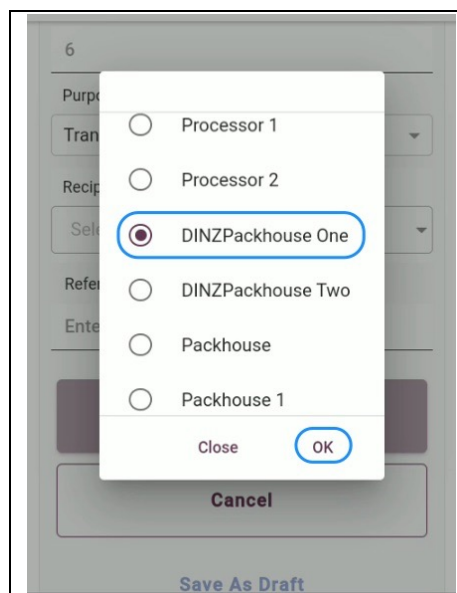 6
Purpo
Tran
Recip
Sele
Refer
Ente
Processor 1
Processor 2
DINZPackhouse One
DINZPackhouse Two
Packhouse
Packhouse 1
Close OK
Cancel
Save As Draft